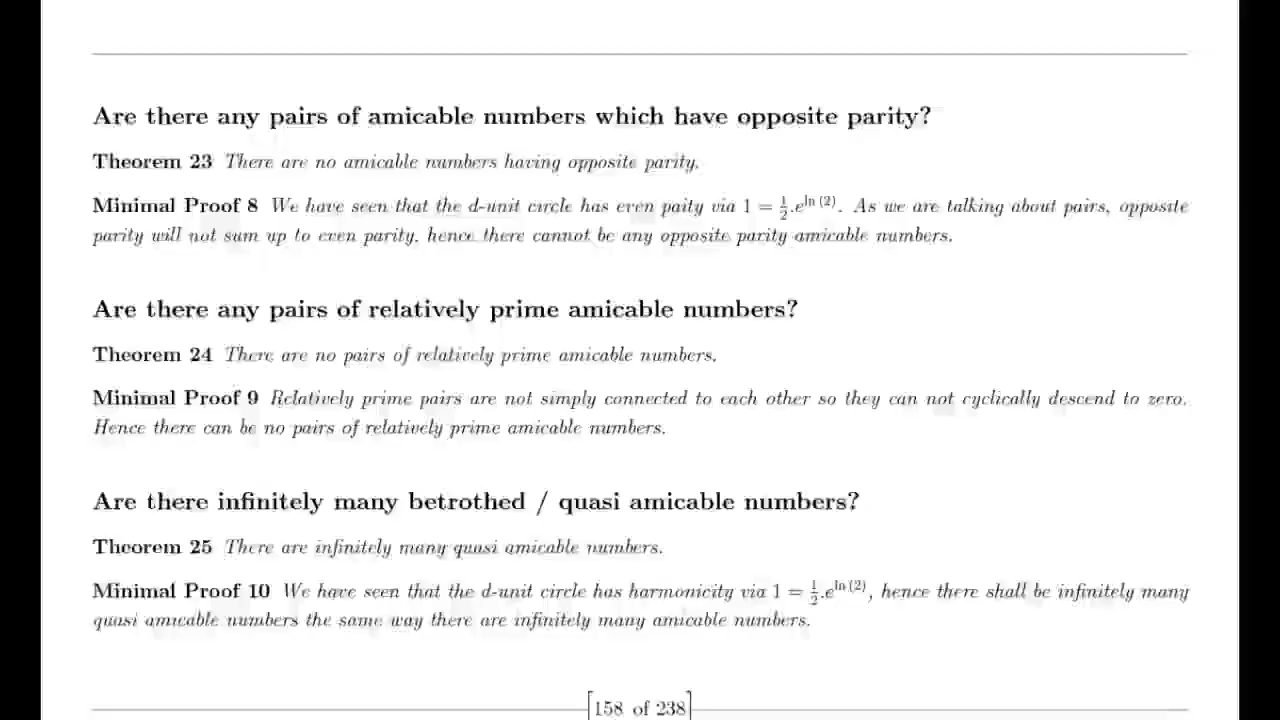 Are there any pairs of amicable numbers which have opposite parity?
Theorem 23 There are no amicable numbers having opposite parity.
Minimal Proof 8 We have seen that the d-unit circle has even paity via 1 = 1/2.e^{ln (2)}. As we are talking about pairs, opposite
parity will not sum up to even parity. hence there cannot be any opposite parity amicable numbers.
Are there any pairs of relatively prime amicable numbers?
Theorem 24 There are no pairs of relatively prime amicable numbers.
Minimal Proof 9 Relatively prime pairs are not simply connected to each other so they can not cyclically descend to zero.
Hence there can be no pairs of relatively prime amicable numbers.
Are there infinitely many betrothed / quasi amicable numbers?
Theorem 25 There are infinitely many quasi amicable numbers.
Minimal Proof 10 We have seen that the d-unit circle has harmonicity via 1 = 1/2.e^{ln (2)}, hence there shall be infinitely many
quasi amicable numbers the same way there are infinitely many amicable numbers.
[158 of 238]